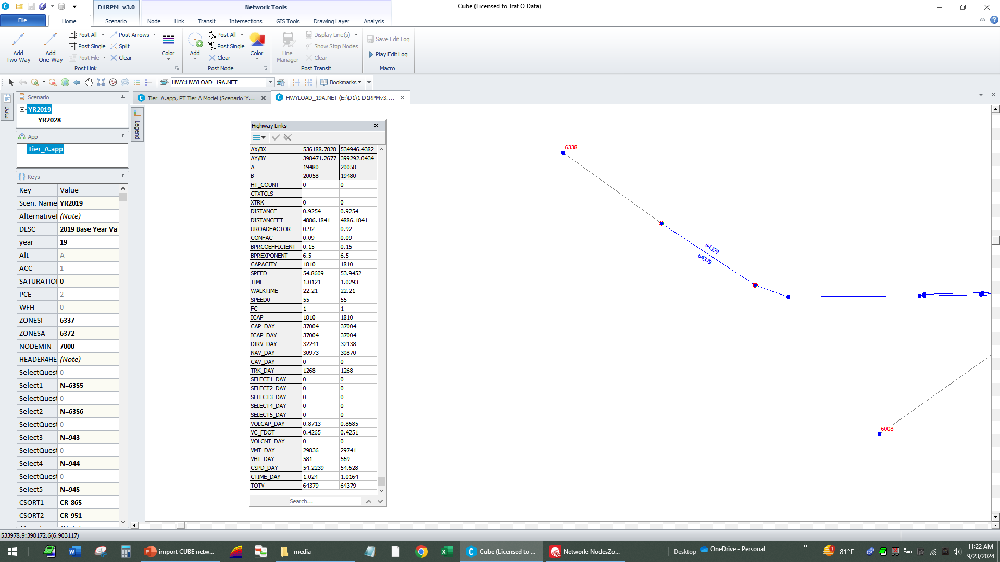 D1RPM_v3.0
Network Tools
Cube (Licensed to Traf O Data)
File
Home
Scenario
Node
Link
Transit
Intersections
GIS Tools
Drawing Layer
Analysis
Add Two-Way
Add One-Way
Post All
Post Single
Post File
Post Arrows
Split
Clear
Color
Post Link
Add
Post All
Post Single
Clear
Color
Post Node
Line Manager
Display Line(s)
Show Stop Nodes
Clear
Post Transit
Save Edit Log
Play Edit Log
Macro
HWY:HWYLOAD_19A.NET
Bookmarks
Data
Scenario
YR2019
YR2028
App
Tier_A.app
Keys
Key Value
Scen. Name YR2019
Alternative (Note)
DESC 2019 Base Year Val
year 19
Alt A
ACC 1
SATURATIO 0
PCE 2
WFH 0
ZONESI 6337
ZONESA 6372
NODEMIN 7000
HEADER4HE (Note)
SelectQuest 0
Select1 N=6355
SelectQuest 0
Select2 N=6356
SelectQuest 0
Select3 N=943
SelectQuest 0
Select4 N=944
SelectQuest 0
Select5 N=945
CSORT1 CR-865
CSORT2 CR-951
Legend
Tier_A.app, PT Tier A Model (Scenario 'Y...
HWYLOAD_19A.NET (E:\D1\1-D1RPMv3....
Highway Links
AX/BX 536188.7828 534946.4382
AY/BY 398471.2677 399292.0434
A 19480 20058
B 20058 19480
HT_COUNT 0 0
CTXTCLS
XTRK 0 0
DISTANCE 0.9254 0.9254
DISTANCEFT 4886.1841 4886.1841
UROADFACTOR 0.92 0.92
CONFAC 0.09 0.09
BPRCOEFFICIENT 0.15 0.15
BPREXPONENT 6.5 6.5
CAPACITY 1810 1810
SPEED 54.8609 53.9452
TIME 1.0121 1.0293
WALKTIME 22.21 22.21
SPEED0 55 55
FC 1 1
ICAP 1810 1810
CAP_DAY 37004 37004
ICAP_DAY 37004 37004
DIRV_DAY 32241 32138
NAV_DAY 30973 30870
CAV_DAY 0 0
TRK_DAY 1268 1268
SELECT1_DAY 0 0
SELECT2_DAY 0 0
SELECT3_DAY 0 0
SELECT4_DAY 0 0
SELECT5_DAY 0 0
VOLCAP_DAY 0.8713 0.8685
VC_FDOT 0.4265 0.4251
VOLCNT_DAY 0 0
VMT_DAY 29836 29741
VHT_DAY 581 569
CSPD_DAY 54.2239 54.628
CTIME_DAY 1.024 1.0164
TOTV 64379 64379
Search...
6338
64379
64379
6008
533978.9:398172.6(6.903117)
import CUBE netw...
media
Cube (Licensed to ...
Network: NodesZo...
Desktop
OneDrive - Personal
81°F
11:22 AM
9/23/2024